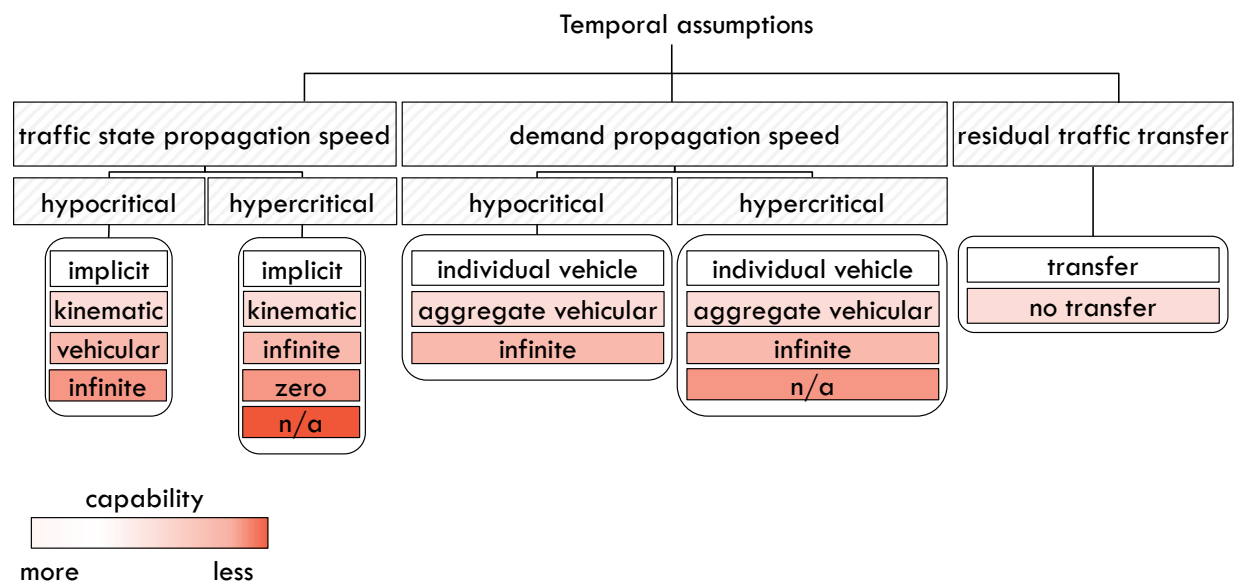 Temporal assumptions
traffic state propagation speed
demand propagation speed
residual traffic transfer
hypocritical
hypercritical
hypocritical
hypercritical
implicit
kinematic
vehicular
infinite
implicit
kinematic
infinite
zero
n/a
individual vehicle
aggregate vehicular
infinite
individual vehicle
aggregate vehicular
infinite
n/a
transfer
no transfer
capability
more less